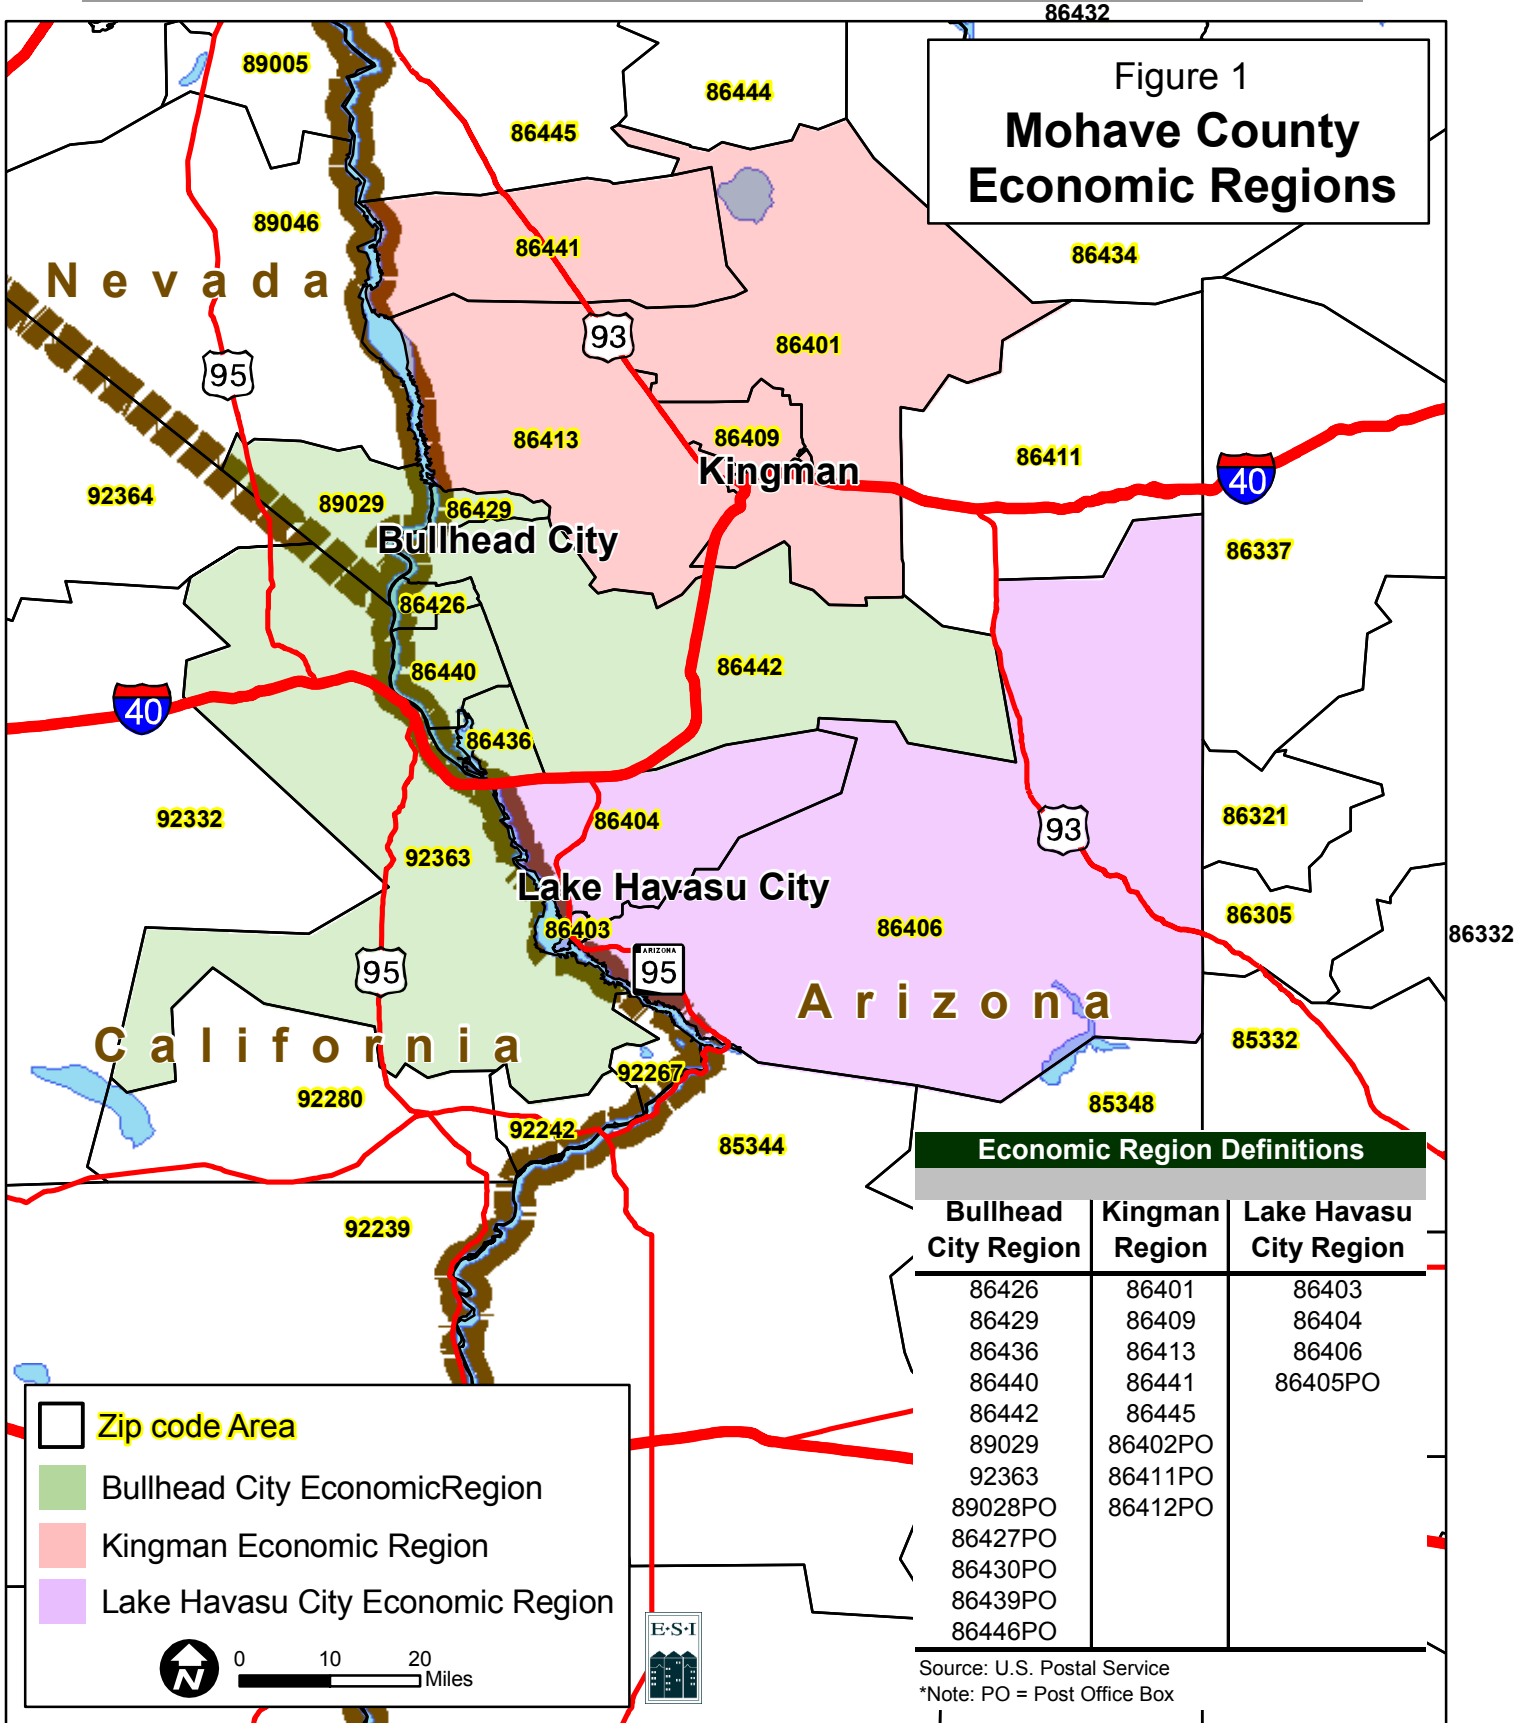 86432
Figure 1
Mohave County
Economic Regions
89005
86444
86445
89046
86441
86434
Nevada
93
86401
95
86413
86409
86411
Kingman
40
92364
89029
86429
Bullhead City
86337
86426
86440
86442
40
86436
92332
86404
93
86321
92363
Lake Havasu City
86403
86406
86305
86332
95
ARIZONA
95
Arizona
California
85332
92267
92280
85348
92242
85344
92239
Economic Region Definitions
Bullhead City Region
Kingman Region
Lake Havasu City Region
86426 86401 86403
86429 86409 86404
86436 86413 86406
86440 86441 86405PO
86442 86445
89029 86402PO
92363 86411PO
89028PO 86412PO
86427PO
86430PO
86439PO
86446PO
Source: U.S. Postal Service
*Note: PO = Post Office Box
Zip code Area
Bullhead City EconomicRegion
Kingman Economic Region
Lake Havasu City Economic Region
N
0 10 20
Miles
E·S·I